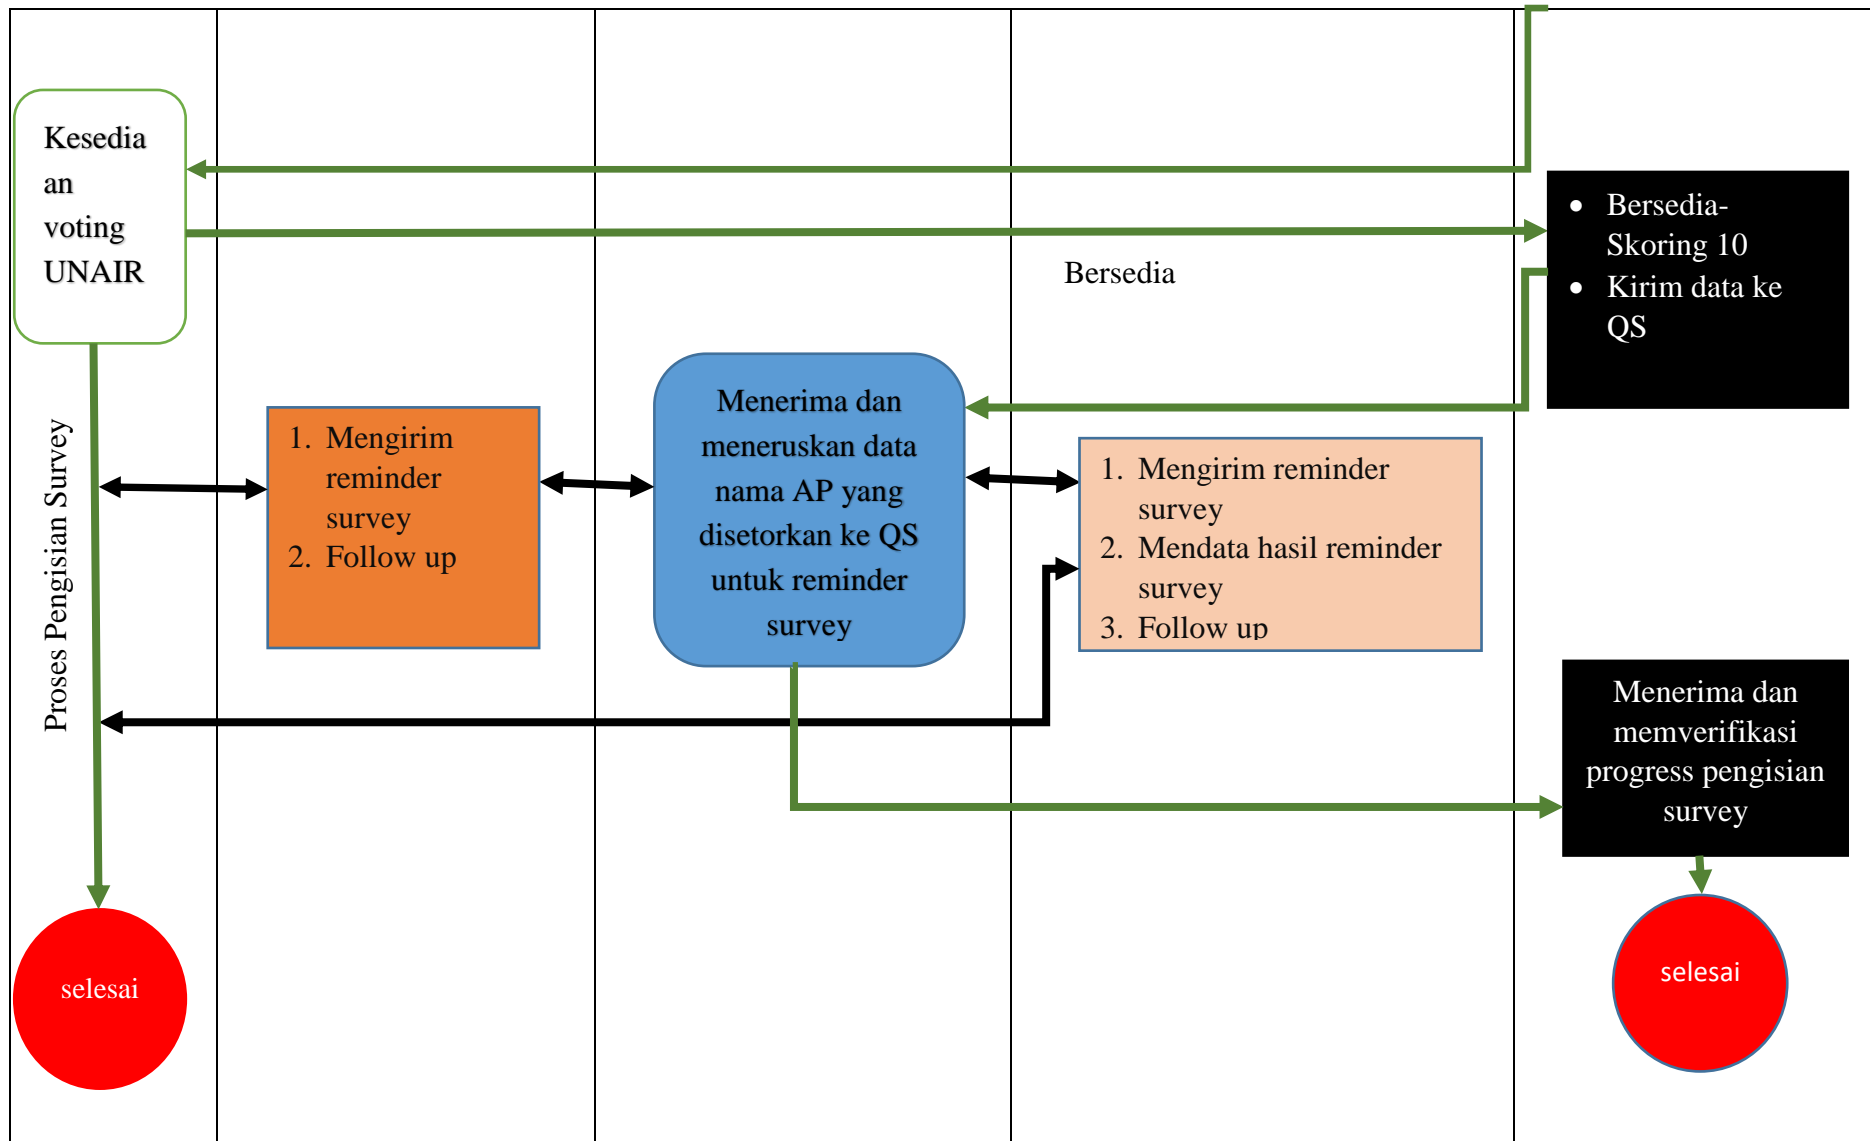 Kesedia
an
voting
UNAIR
• Bersedia-
Skoring 10
• Kirim data ke
QS
Bersedia
Proses Pengisian Survey
1. Mengirim
reminder
survey
2. Follow up
Menerima dan
meneruskan data
nama AP yang
disetorkan ke QS
untuk reminder
survey
1. Mengirim reminder
survey
2. Mendata hasil reminder
survey
3. Follow up
Menerima dan
memverifikasi
progress pengisian
survey
selesai
selesai